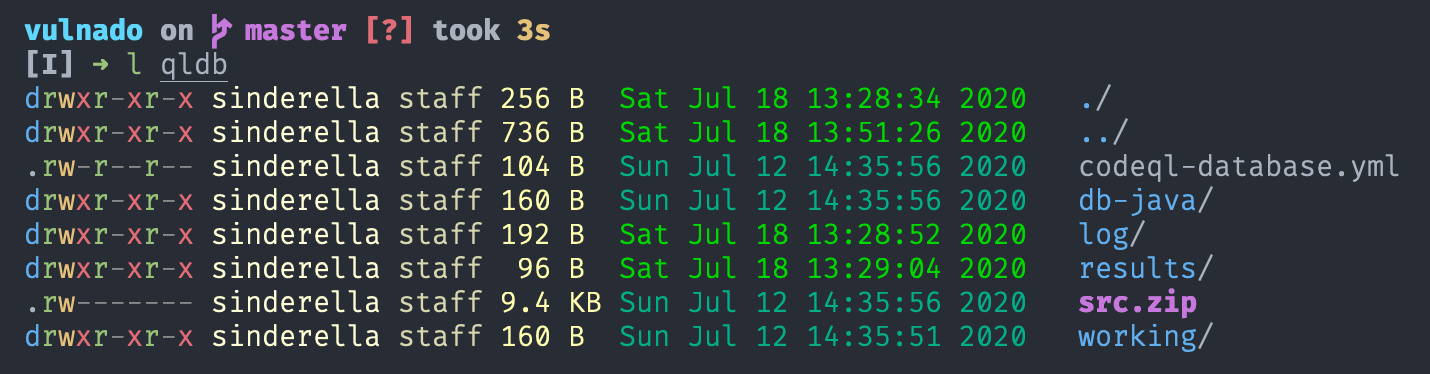 vulnado on  master [?] took 3s
[I] ➜ l qldb
drwxr-xr-x sinderella staff 256 B  Sat Jul 18 13:28:34 2020   ./
drwxr-xr-x sinderella staff 736 B  Sat Jul 18 13:51:26 2020   ../
.rw-r--r-- sinderella staff 104 B  Sun Jul 12 14:35:56 2020   codeql-database.yml
drwxr-xr-x sinderella staff 160 B  Sun Jul 12 14:35:56 2020   db-java/
drwxr-xr-x sinderella staff 192 B  Sat Jul 18 13:28:52 2020   log/
drwxr-xr-x sinderella staff  96 B  Sat Jul 18 13:29:04 2020   results/
.rw------- sinderella staff 9.4 KB Sun Jul 12 14:35:56 2020   src.zip
drwxr-xr-x sinderella staff 160 B  Sun Jul 12 14:35:51 2020   working/